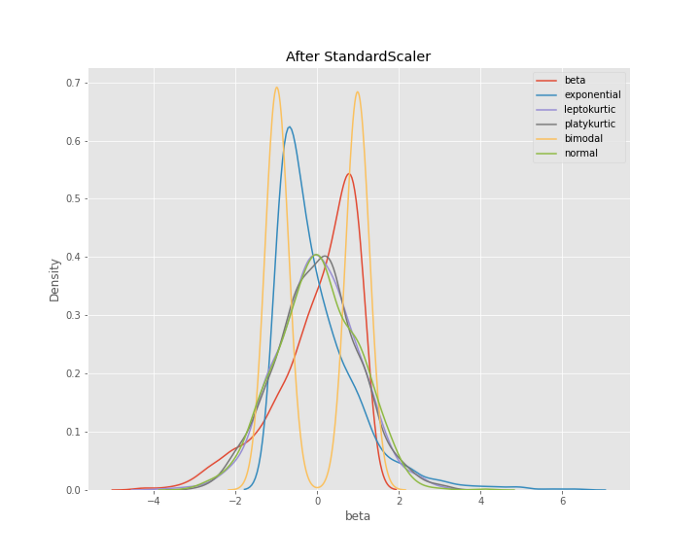 After StandardScaler
0.7
0.6
0.5
0.4
0.3
0.2
0.1
0.0
Density
beta
exponential
leptokurtic
platykurtic
bimodal
normal
−4
−2
0
2
4
6
beta